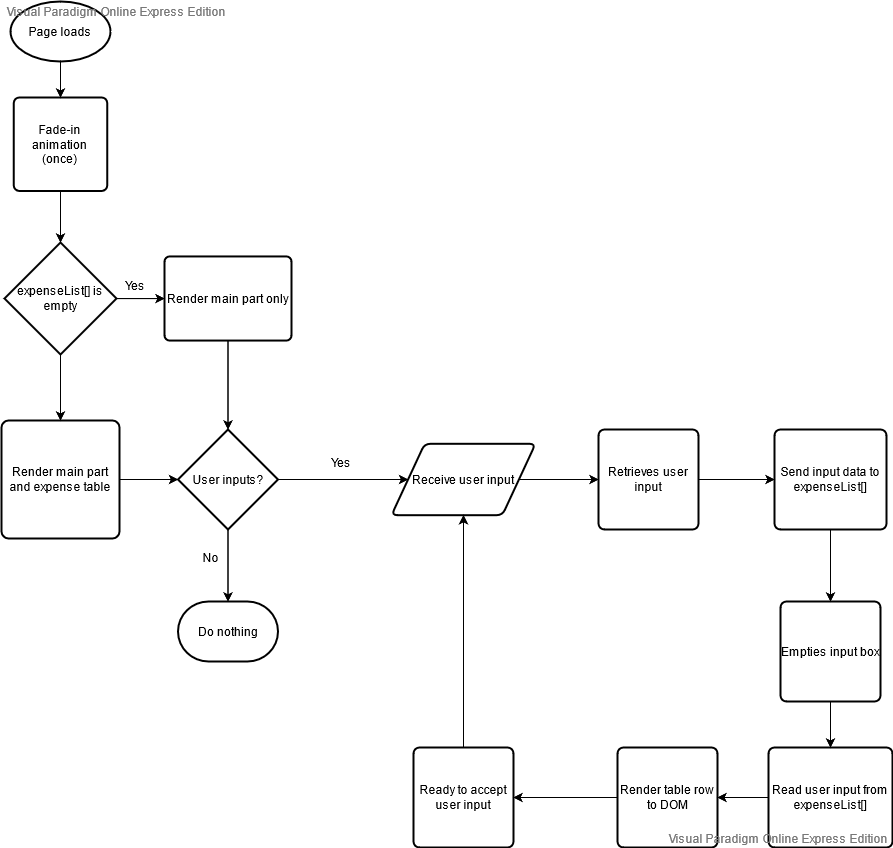 Visual Paradigm Online Express Edition
Page loads
Fade-in
animation
(once)
expenseList[] is
empty
Yes
Render main part only
Render main part
and expense table
User inputs?
Yes
No
Do nothing
Receive user input
Retrieves user
input
Send input data to
expenseList[]
Empties input box
Read user input from
expenseList[]
Render table row
to DOM
Ready to accept
user input
Visual Paradigm Online Express Edition